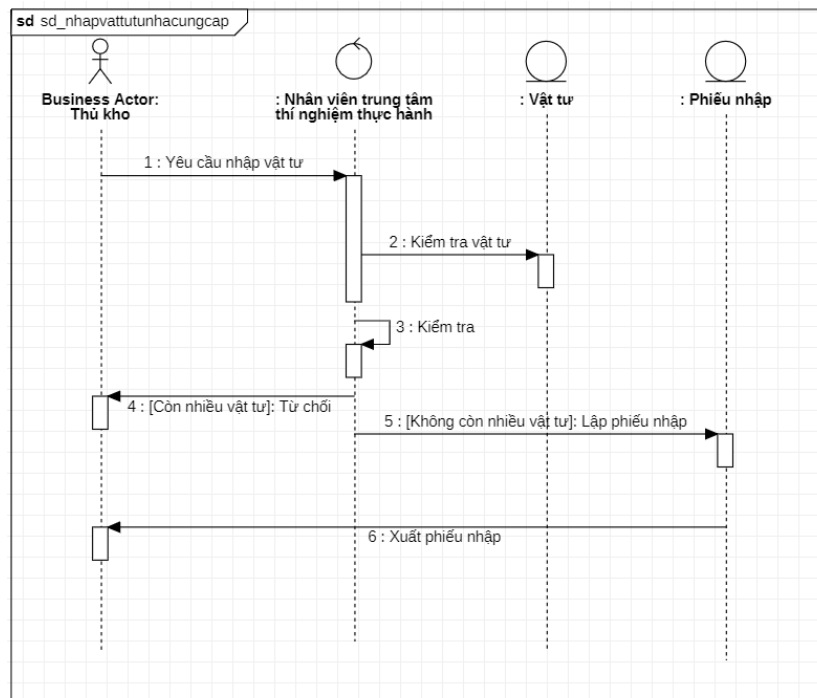 sd sd_nhapvattutunhacungcap
Business Actor:
Thủ kho
: Nhân viên trung tâm
thí nghiệm thực hành
: Vật tư
: Phiếu nhập
1 : Yêu cầu nhập vật tư
2 : Kiểm tra vật tư
3 : Kiểm tra
4 : [Còn nhiều vật tư]: Từ chối
5 : [Không còn nhiều vật tư]: Lập phiếu nhập
6 : Xuất phiếu nhập